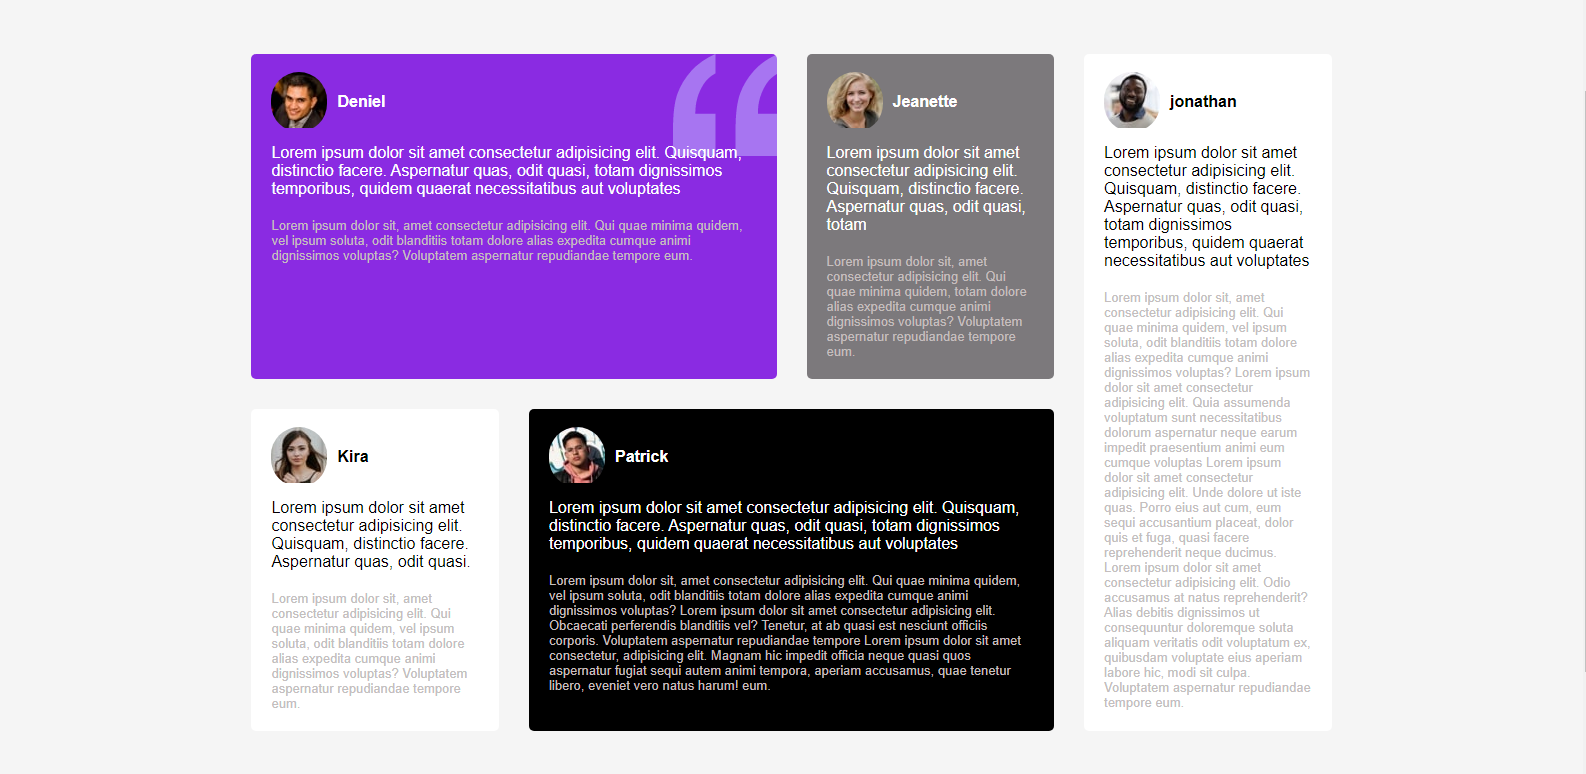 Deniel
Lorem ipsum dolor sit amet consectetur adipisicing elit. Quisquam,
distinctio facere. Aspernatur quas, odit quasi, totam dignissimos
temporibus, quidem quaerat necessitatibus aut voluptates
Lorem ipsum dolor sit, amet consectetur adipisicing elit. Qui quae minima quidem,
vel ipsum soluta, odit blanditiis totam dolore alias expedita cumque animi
dignissimos voluptas? Voluptatem aspernatur repudiandae tempore eum.
Jeanette
Lorem ipsum dolor sit amet
consectetur adipisicing elit.
Quisquam, distinctio facere.
Aspernatur quas, odit quasi,
totam
Lorem ipsum dolor sit, amet
consectetur adipisicing elit. Qui
quae minima quidem, totam dolore
alias expedita cumque animi
dignissimos voluptas? Voluptatem
aspernatur repudiandae tempore
eum.
jonathan
Lorem ipsum dolor sit amet
consectetur adipisicing elit.
Quisquam, distinctio facere.
Aspernatur quas, odit quasi,
totam dignissimos
temporibus, quidem quaerat
necessitatibus aut voluptates
Lorem ipsum dolor sit, amet
consectetur adipisicing elit. Qui
quae minima quidem, vel ipsum
soluta, odit blanditiis totam dolore
alias expedita cumque animi
dignissimos voluptas? Lorem ipsum
dolor sit amet consectetur
adipisicing elit. Quia assumenda
voluptatum sunt necessitatibus
dolorum aspernatur neque earum
impedit praesentium animi eum
cumque voluptas Lorem ipsum
dolor sit amet consectetur
adipisicing elit. Unde dolore ut iste
quas. Porro eius aut cum, eum
sequi accusantium placeat, dolor
quis et fuga, quasi facere
reprehenderit neque ducimus.
Lorem ipsum dolor sit amet
consectetur adipisicing elit. Odio
accusamus at natus reprehenderit?
Alias debitis dignissimos ut
consequuntur doloremque soluta
aliquam veritatis odit voluptatum ex,
quibusdam voluptate eius aperiam
labore hic, modi sit culpa.
Voluptatem aspernatur repudiandae
tempore eum.
Kira
Lorem ipsum dolor sit amet
consectetur adipisicing elit.
Quisquam, distinctio facere.
Aspernatur quas, odit quasi.
Lorem ipsum dolor sit, amet
consectetur adipisicing elit. Qui
quae minima quidem, vel ipsum
soluta, odit blanditiis totam dolore
alias expedita cumque animi
dignissimos voluptas? Voluptatem
aspernatur repudiandae tempore
eum.
Patrick
Lorem ipsum dolor sit amet consectetur adipisicing elit. Quisquam,
distinctio facere. Aspernatur quas, odit quasi, totam dignissimos
temporibus, quidem quaerat necessitatibus aut voluptates
Lorem ipsum dolor sit, amet consectetur adipisicing elit. Qui quae minima quidem,
vel ipsum soluta, odit blanditiis totam dolore alias expedita cumque animi
dignissimos voluptas? Lorem ipsum dolor sit amet consectetur adipisicing elit.
Obcaecati perferendis blanditiis vel? Tenetur, at ab quasi est nesciunt officiis
corporis. Voluptatem aspernatur repudiandae tempore Lorem ipsum dolor sit amet
consectetur, adipisicing elit. Magnam hic impedit officia neque quasi quos
aspernatur fugiat sequi autem animi tempora, aperiam accusamus, quae tenetur
libero, eveniet vero natus harum! eum.